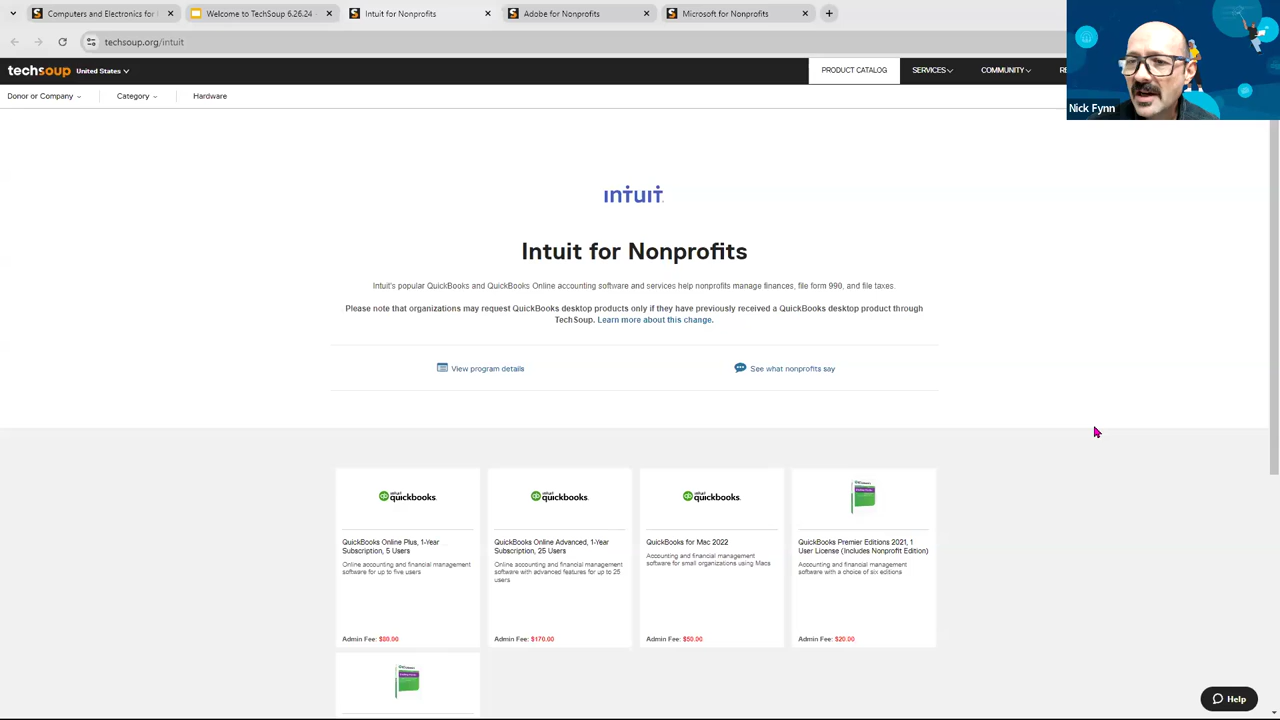 Computers and Electronics for
Welcome to TechSoup 6.26.24
Intuit for Nonprofits
Adobe for Nonprofits
Microsoft for Nonprofits
techsoup.org/intuit
techsoup United States
PRODUCT CATALOG
SERVICES
COMMUNITY
RE
Nick Fynn
Donor or Company
Category
Hardware
INTUIT
Intuit for Nonprofits
Intuit's popular QuickBooks and QuickBooks Online accounting software and services help nonprofits manage finances, file form 990, and file taxes.
Please note that organizations may request QuickBooks desktop products only if they have previously received a QuickBooks desktop product through
TechSoup. Learn more about this change.
View program details
See what nonprofits say
intuit quickbooks.
QuickBooks Online Plus, 1-Year
Subscription, 5 Users
Online accounting and financial management
software for up to five users
Admin Fee: $80.00
intuit quickbooks.
QuickBooks Online Advanced, 1-Year
Subscription, 25 Users
Online accounting and financial management
software with advanced features for up to 25
users
Admin Fee: $170.00
intuit quickbooks.
QuickBooks for Mac 2022
Accounting and financial management
software for small organizations using Macs
Admin Fee: $50.00
QuickBooks Premier Editions 2021, 1
User License (Includes Nonprofit Edition)
Accounting and financial management
software with a choice of six editions
Admin Fee: $20.00
Help